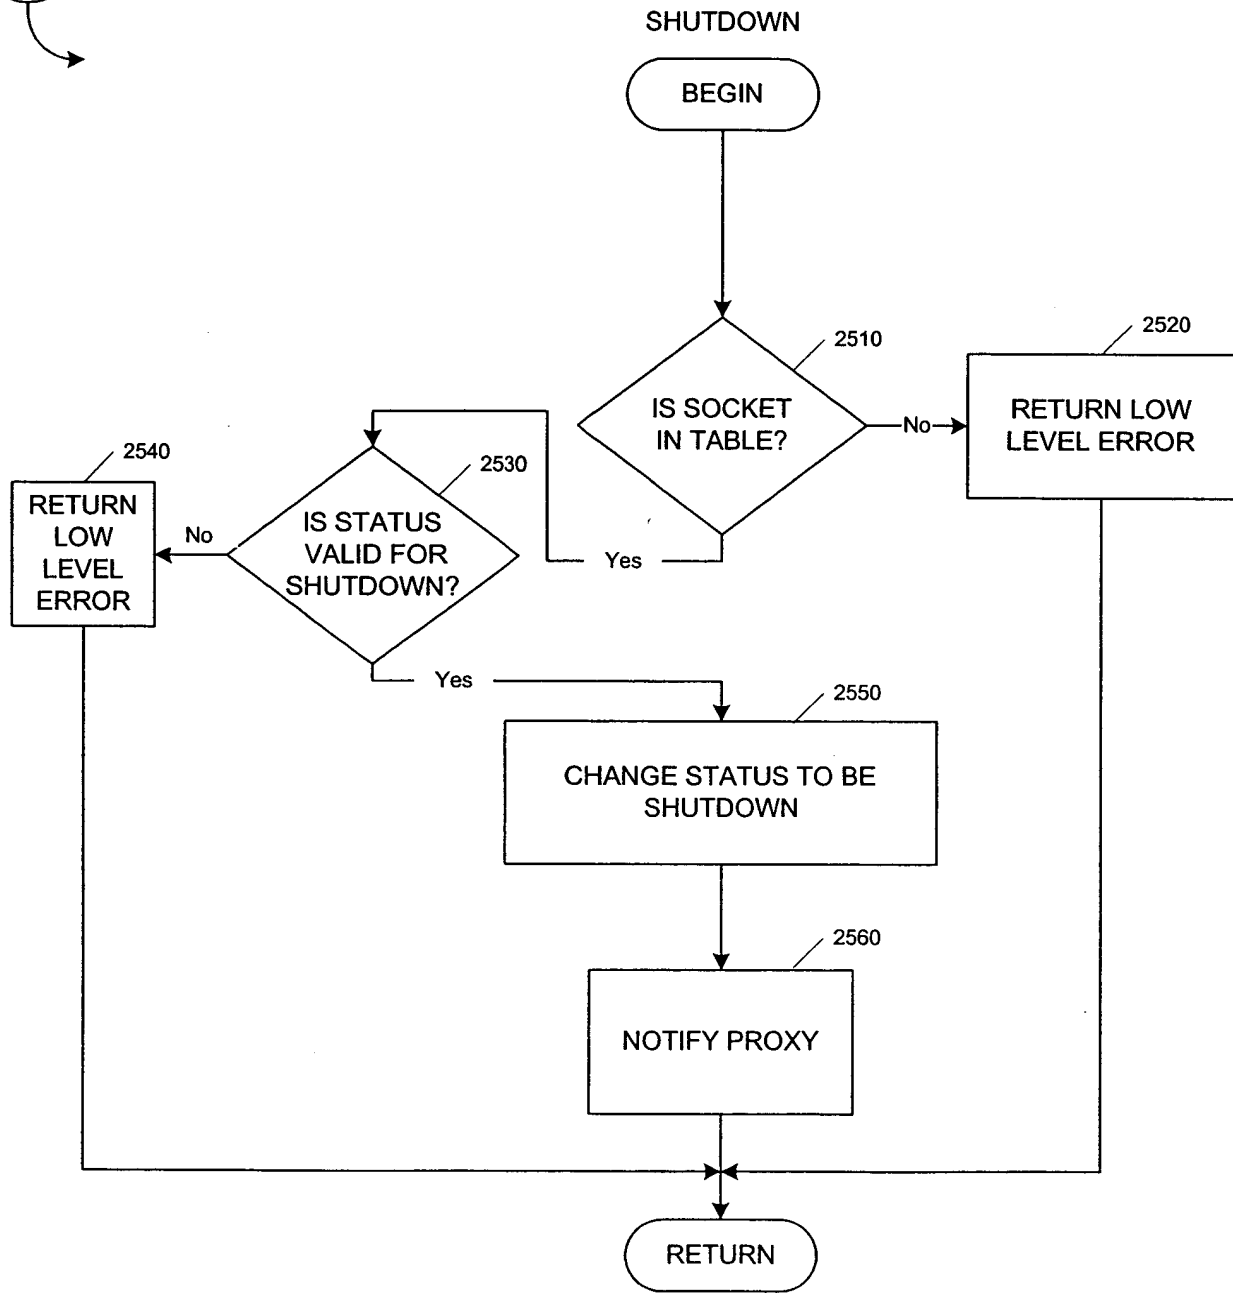 SHUTDOWN
BEGIN
2510
IS SOCKET
IN TABLE?
No
2520
RETURN LOW
LEVEL ERROR
Yes
2530
IS STATUS
VALID FOR
SHUTDOWN?
No
2540
RETURN
LOW
LEVEL
ERROR
Yes
2550
CHANGE STATUS TO BE
SHUTDOWN
2560
NOTIFY PROXY
RETURN